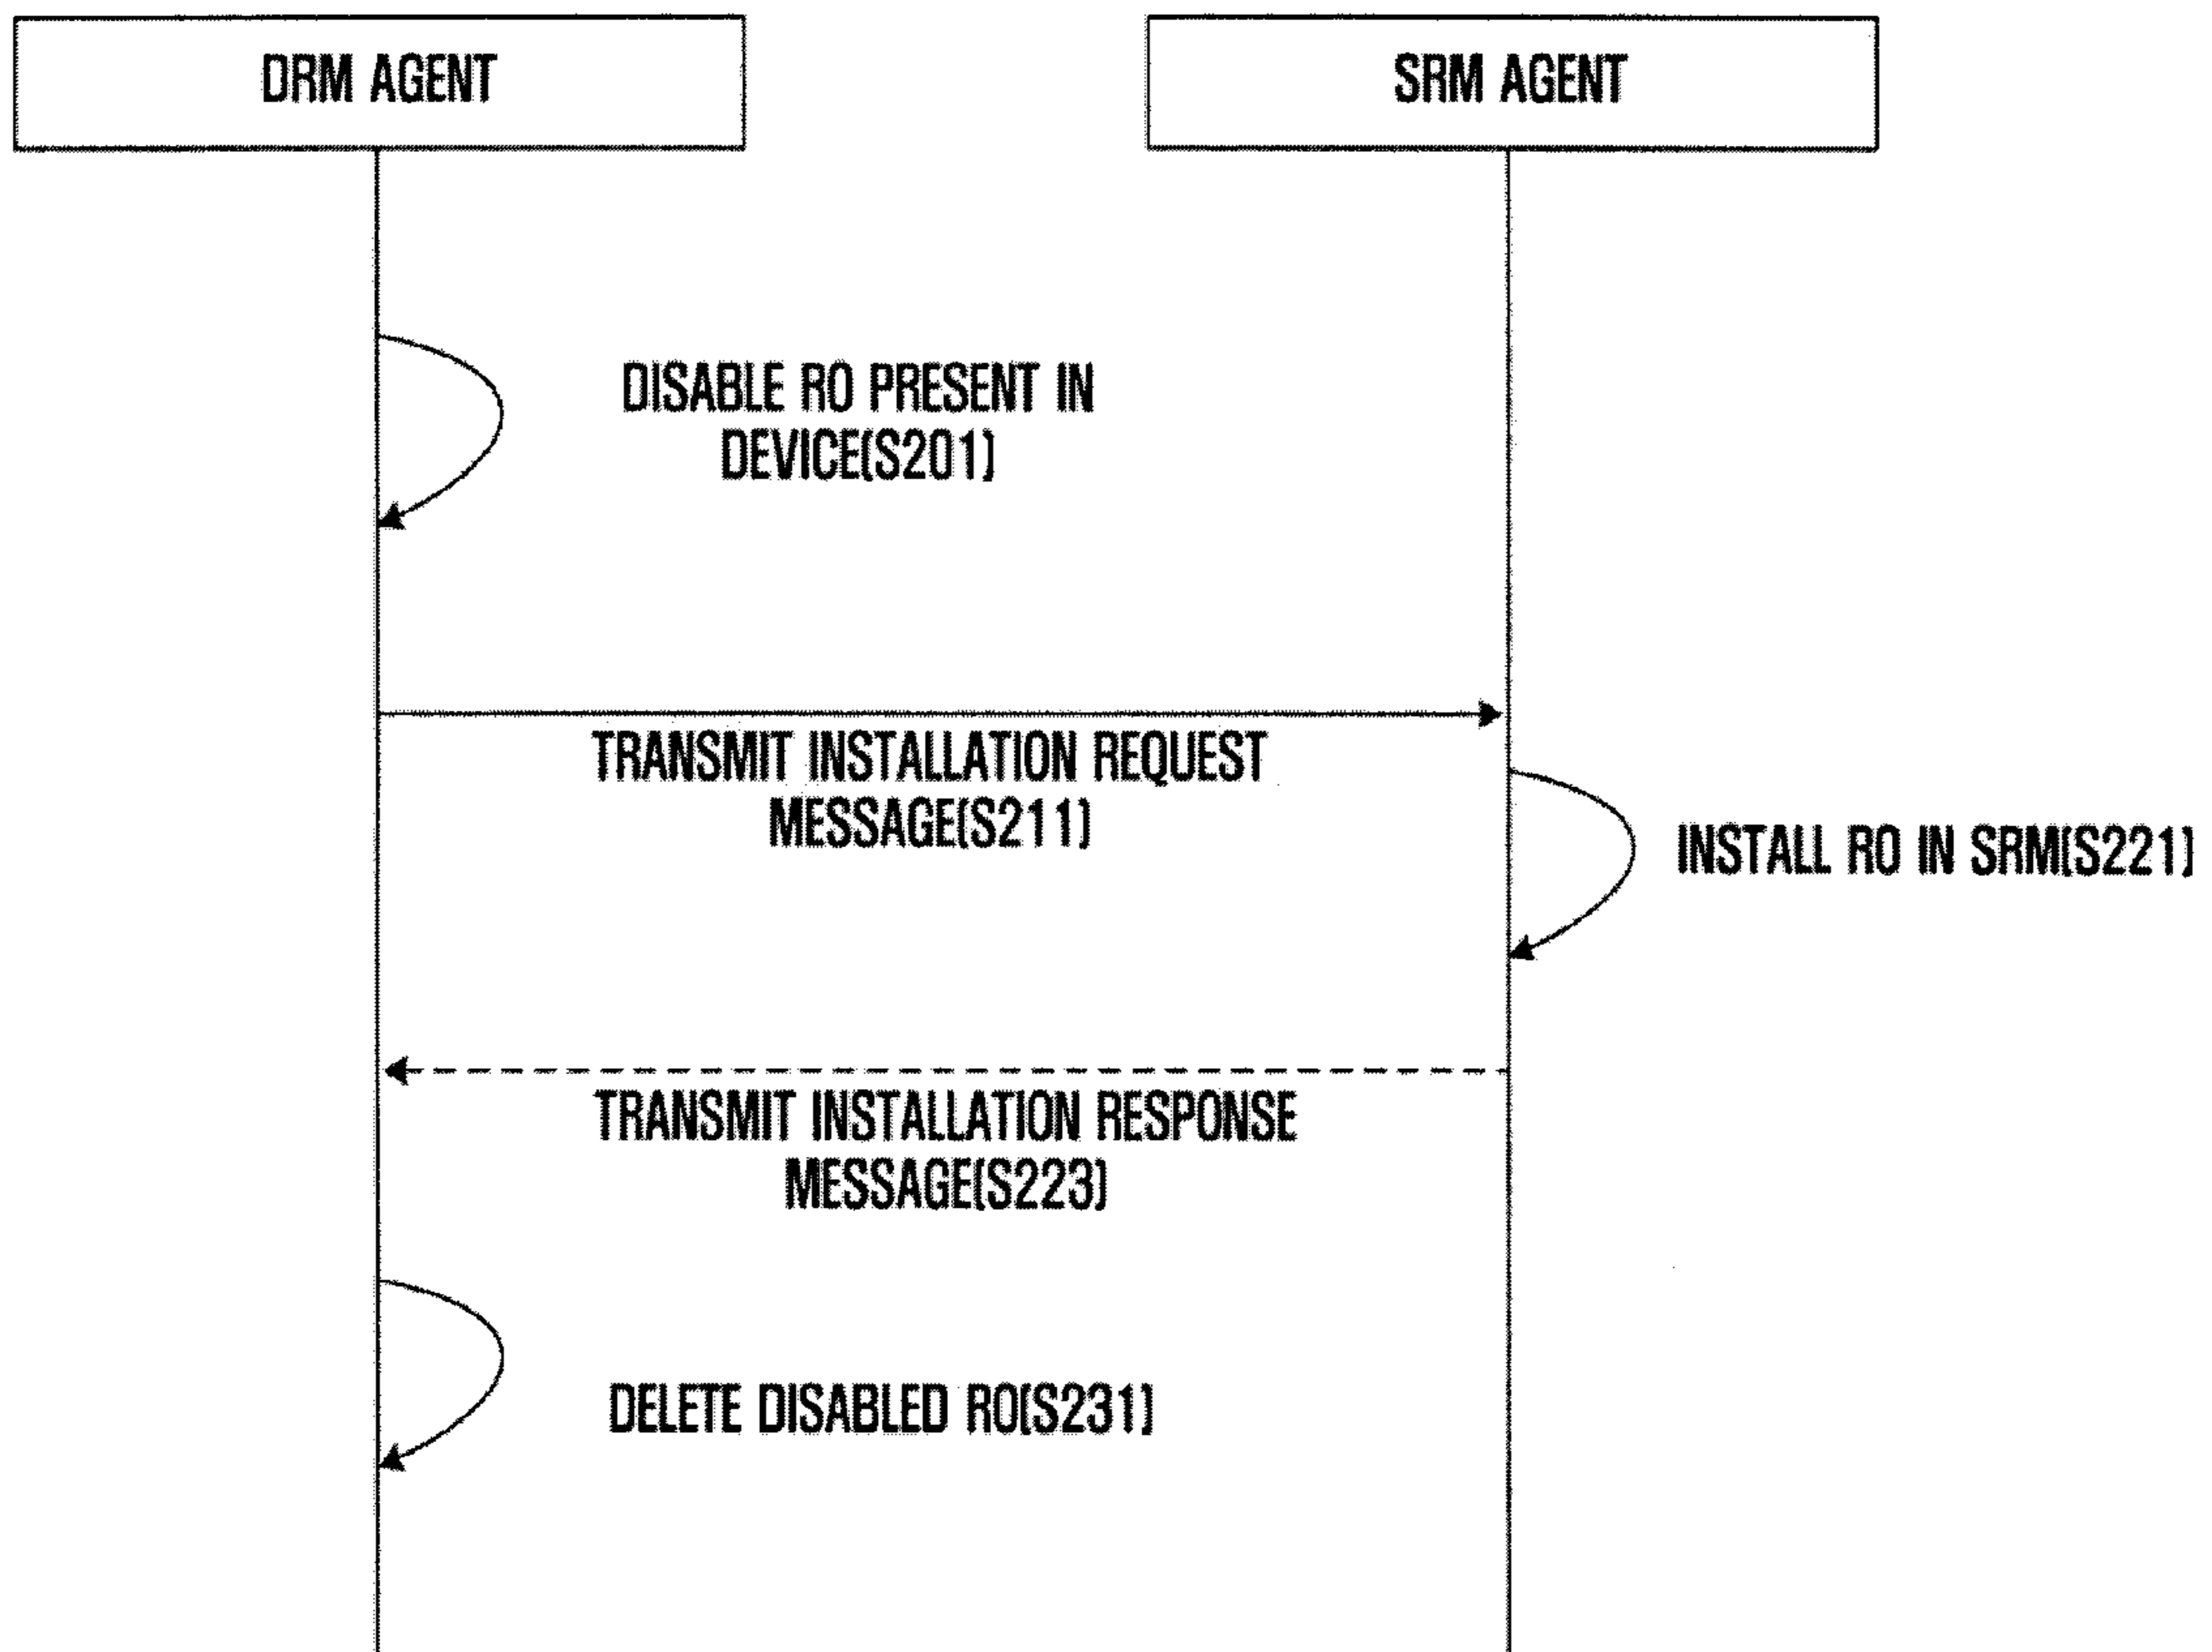 DRM AGENT
SRM AGENT
DISABLE RO PRESENT IN
DEVICE(S201)
TRANSMIT INSTALLATION REQUEST
MESSAGE(S211)
INSTALL RO IN SRM(S221)
TRANSMIT INSTALLATION RESPONSE
MESSAGE(S223)
DELETE DISABLED RO(S231)